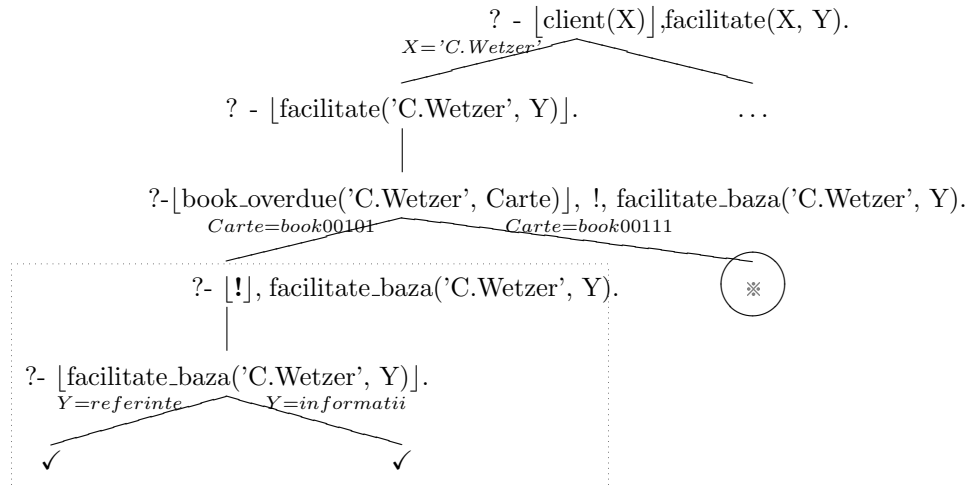 ? - ⌊client(X)⌋,facilitate(X, Y).
X='C.Wetzer'
? - ⌊facilitate('C.Wetzer', Y)⌋. ...
?-⌊book_overdue('C.Wetzer', Carte)⌋, !, facilitate_baza('C.Wetzer', Y).
Carte=book00101 Carte=book00111
?- ⌊!⌋, facilitate_baza('C.Wetzer', Y). ※
?- ⌊facilitate_baza('C.Wetzer', Y)⌋.
Y=referinte Y=informatii
✓ ✓